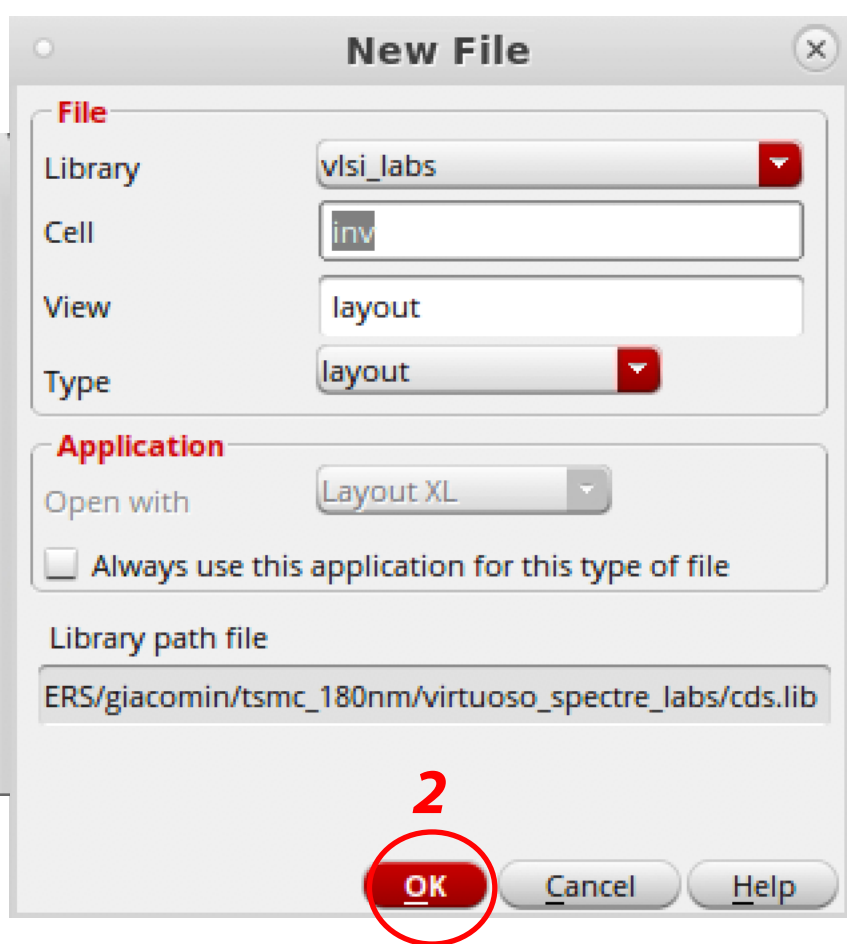 New File
File
Library vlsi_labs
Cell inv
View layout
Type layout
Application
Open with Layout XL
Always use this application for this type of file
Library path file
ERS/giacomin/tsmc_180nm/virtuoso_spectre_labs/cds.lib
2
OK Cancel Help